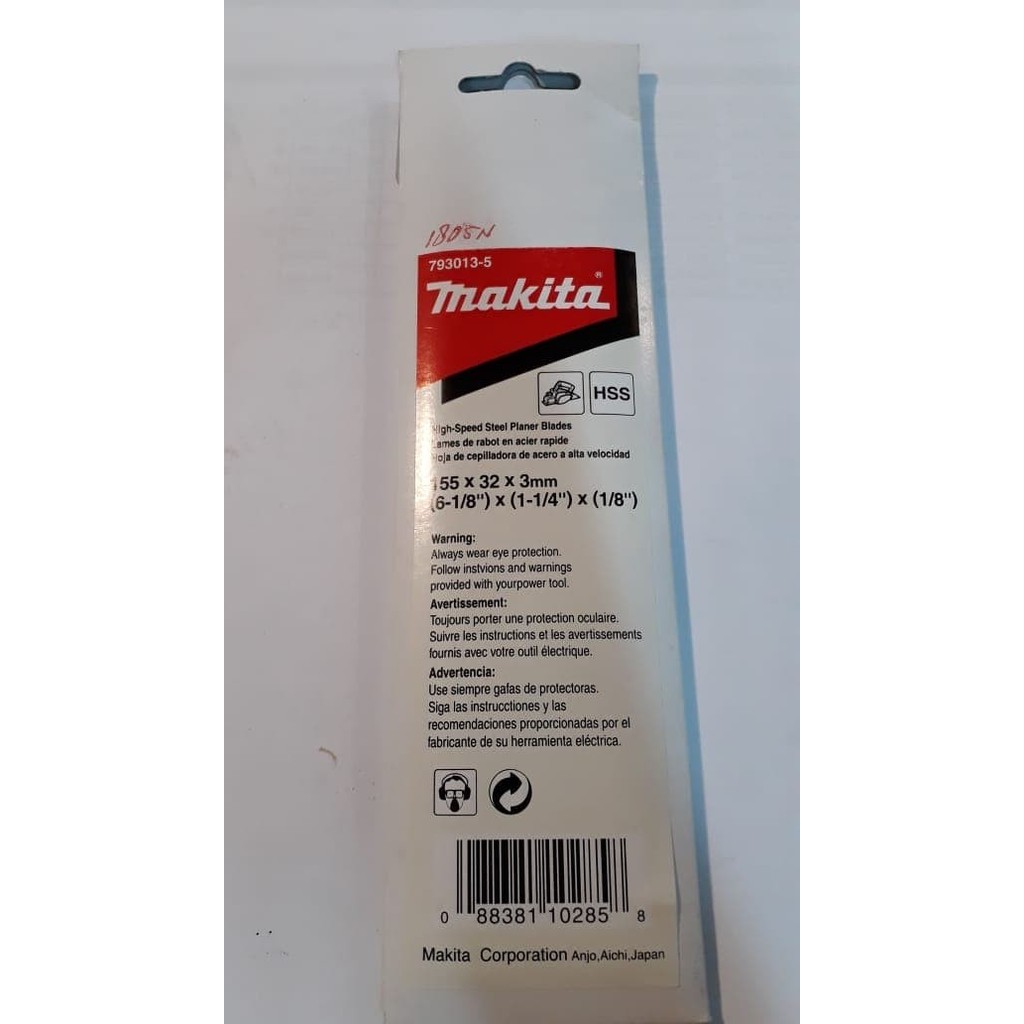 1805N
793013-5
makita®
HSS
High-Speed Steel Planer Blades
Lames de rabot en acier rapide
Hoja de cepilladora de acero a alta velocidad
155 x 32 x 3mm
(6-1/8") x (1-1/4") x (1/8")
Warning:
Always wear eye protection.
Follow instvions and warnings
provided with yourpower tool.
Avertissement:
Toujours porter une protection oculaire.
Suivre les instructions et les avertissements
fournis avec votre outil électrique.
Advertencia:
Use siempre gafas de protectoras.
Siga las instrucctiones y las
recomendaciones proporcionadas por el
fabricante de su herramienta eléctrica.
0 88381 10285 8
Makita Corporation Anjo,Aichi,Japan